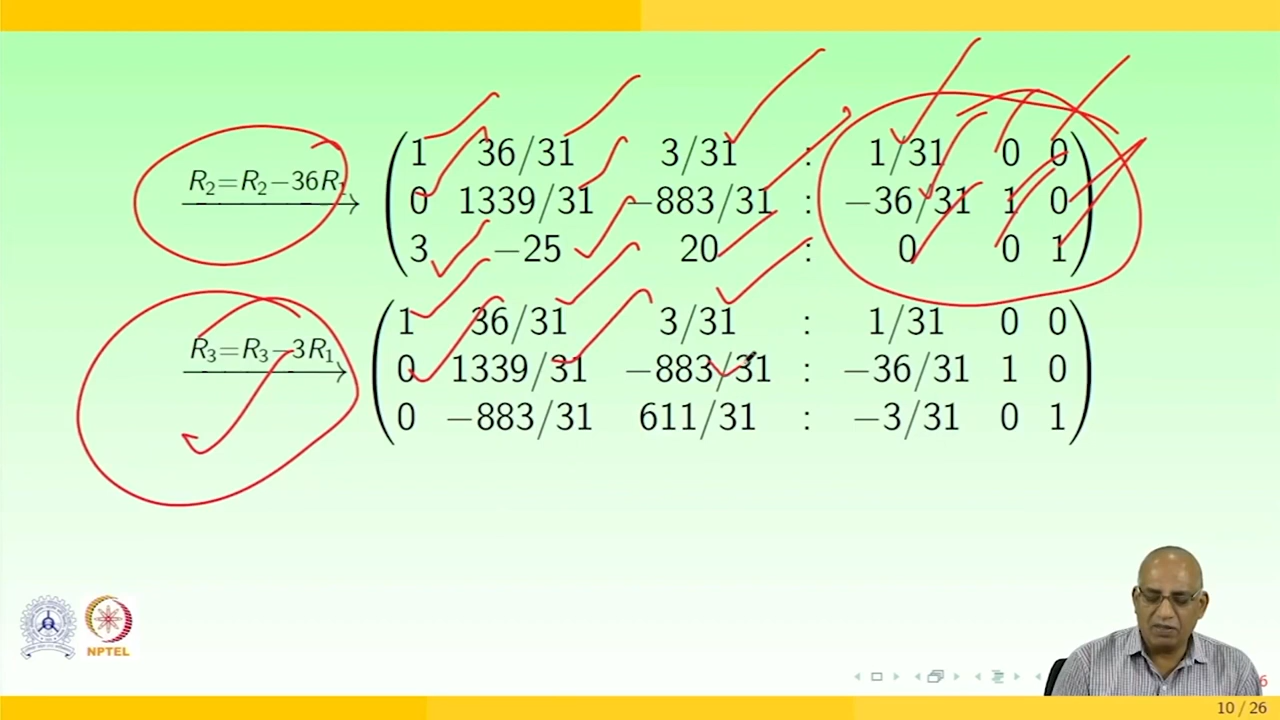 R₂=R₂−36R₁
1 36/31 3/31 : 1/31 0 0
0 1339/31 −883/31 : −36/31 1 0
3 −25 20 : 0 0 1
R₃=R₃−3R₁
1 36/31 3/31 : 1/31 0 0
0 1339/31 −883/31 : −36/31 1 0
0 −883/31 611/31 : −3/31 0 1
NPTEL
6
10 / 26